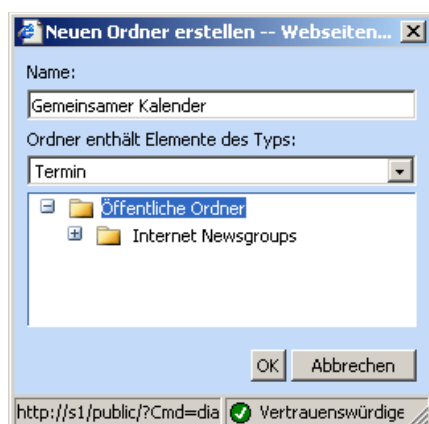 Neuen Ordner erstellen -- Webseiten...
Name:
Gemeinsamer Kalender
Ordner enthält Elemente des Typs:
Termin
Öffentliche Ordner
Internet Newsgroups
OK Abbrechen
http://s1/public/?Cmd=dia Vertrauenswürdige